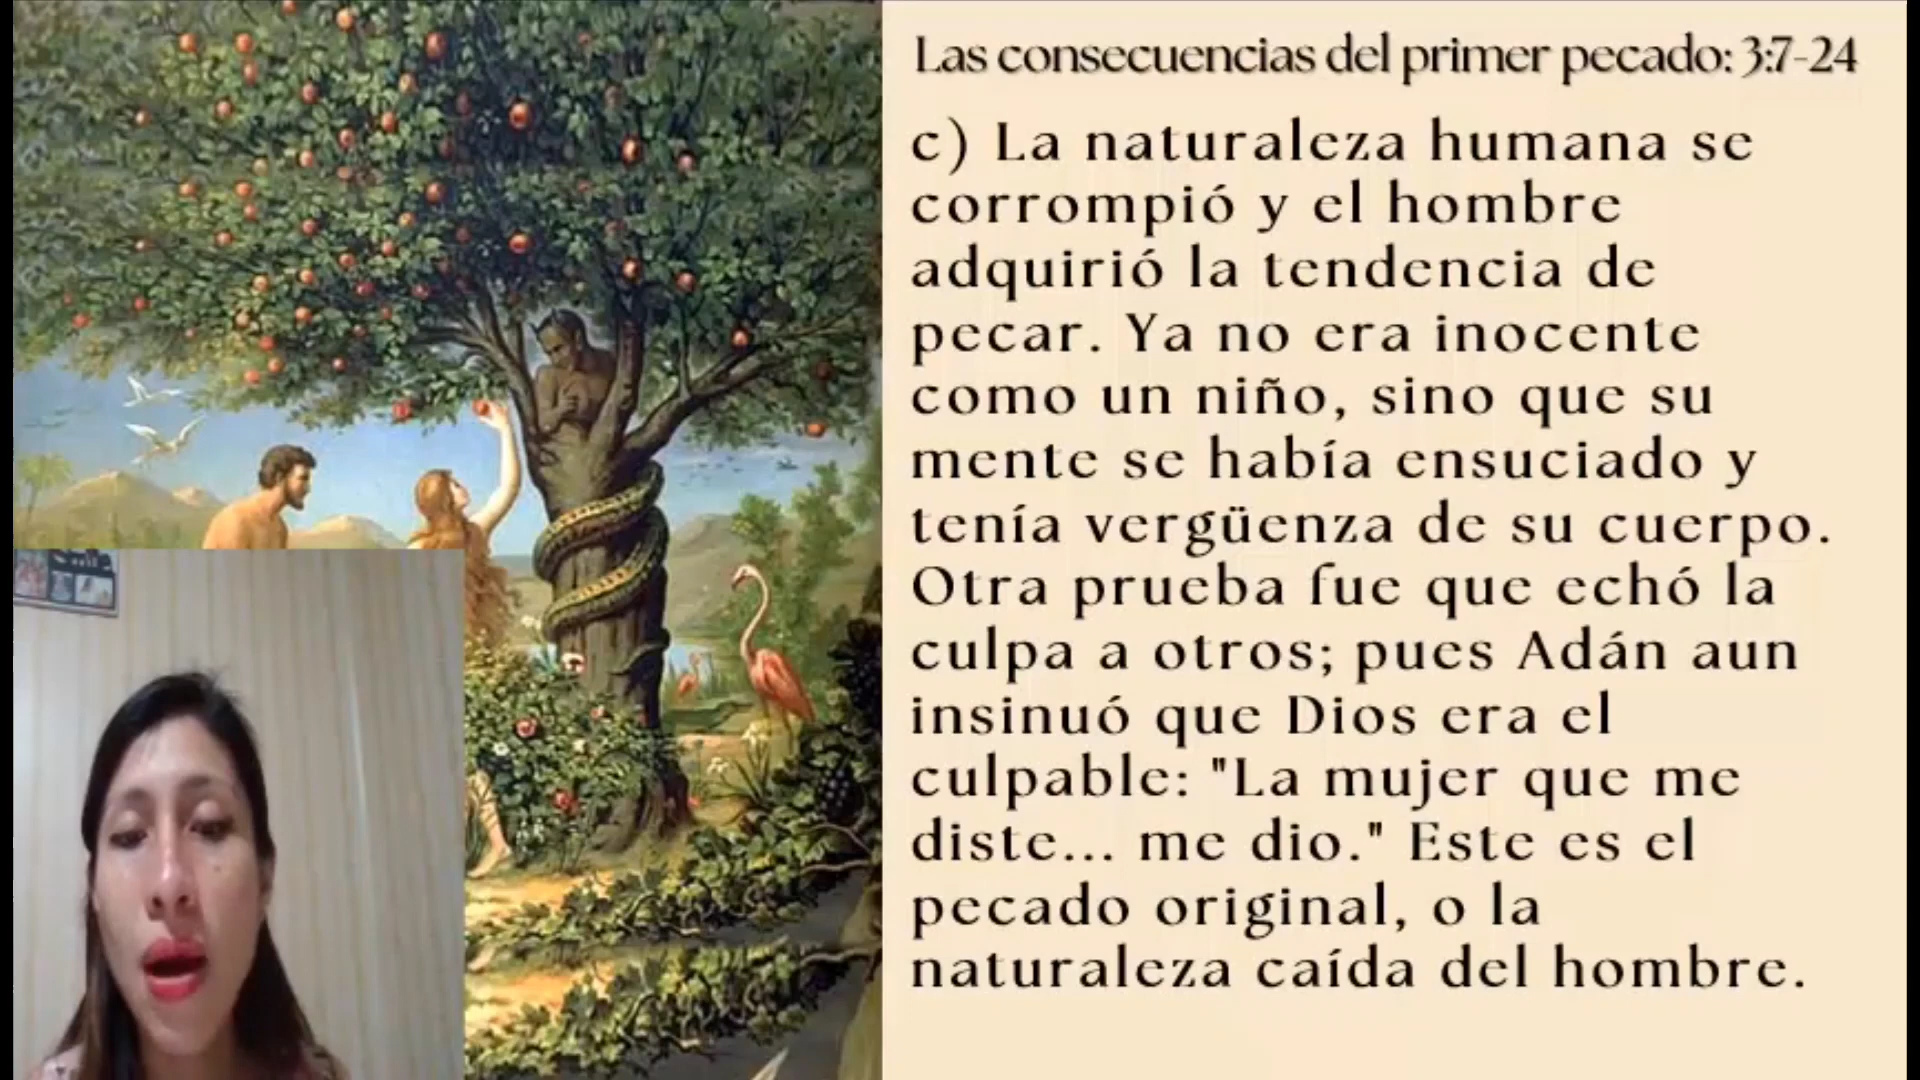 Las consecuencias del primer pecado: 3:7-24
c) La naturaleza humana se
corrompió y el hombre
adquirió la tendencia de
pecar. Ya no era inocente
como un niño, sino que su
mente se había ensuciado y
tenía vergüenza de su cuerpo.
Otra prueba fue que echó la
culpa a otros; pues Adán aun
insinuó que Dios era el
culpable: "La mujer que me
diste... me dio." Este es el
pecado original, o la
naturaleza caída del hombre.